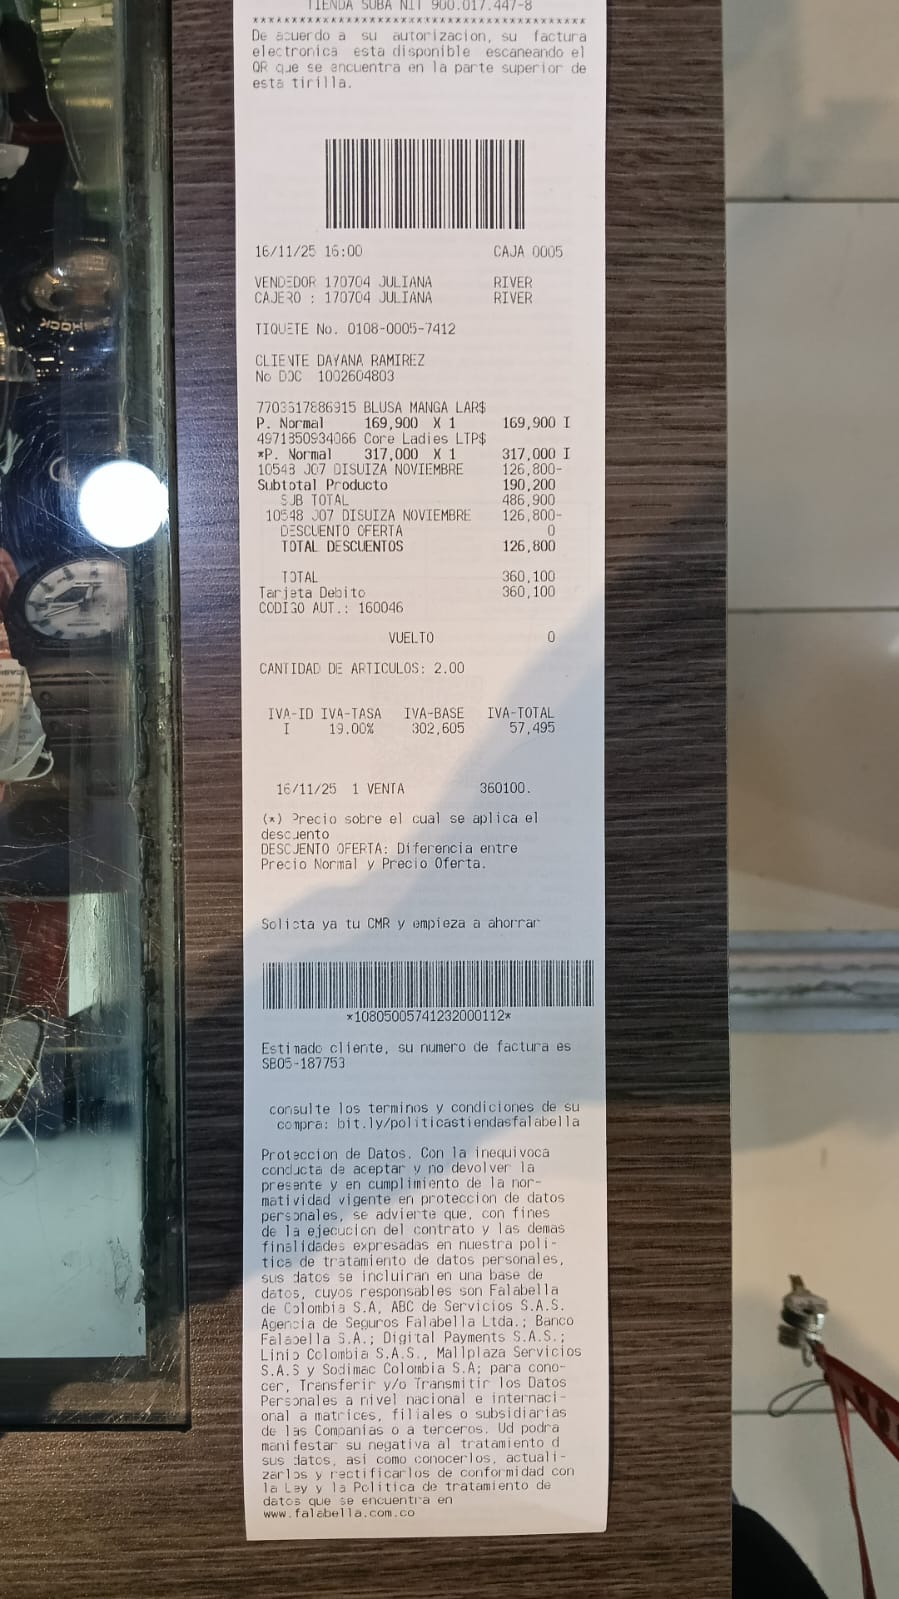 TIENDA SUBA NIT 900.017.447-8
*******************************************
De acuerdo a su autorizacion, su factura
electronica esta disponible escaneando el
QR que se encuentra en la parte superior de
esta tirilla.
16/11/25 16:00 CAJA 0005
VENDEDOR 170704 JULIANA RIVER
CAJERO : 170704 JULIANA RIVER
TIQUETE No. 0108-0005-7412
CLIENTE DAYANA RAMIREZ
No DOC 1002604803
7703617886915 BLUSA MANGA LAR$
P. Normal 169,900 X 1 169,900 I
4971850934066 Core Ladies LTP$
*P. Normal 317,000 X 1 317,000 I
10548 J07 DISUIZA NOVIEMBRE 126,800-
Subtotal Producto 190,200
SUB TOTAL 486,900
10548 J07 DISUIZA NOVIEMBRE 126,800-
DESCUENTO OFERTA 0
TOTAL DESCUENTOS 126,800
TOTAL 360,100
Tarjeta Debito 360,100
CODIGO AUT.: 160046
VUELTO 0
CANTIDAD DE ARTICULOS: 2.00
IVA-ID IVA-TASA IVA-BASE IVA-TOTAL
I 19.00% 302,605 57,495
16/11/25 1 VENTA 360100.
(*) Precio sobre el cual se aplica el
descuento
DESCUENTO OFERTA: Diferencia entre
Precio Normal y Precio Oferta.
Solicta ya tu CMR y empieza a ahorrar
*10805005741232000112*
Estimado cliente, su numero de factura es
SB05-187753
consulte los terminos y condiciones de su
compra: bit.ly/politicastiendasfalabella
Proteccion de Datos. Con la inequivoca
conducta de aceptar y no devolver la
presente y en cumplimiento de la nor-
matividad vigente en proteccion de datos
personales, se advierte que, con fines
de la ejecucion del contrato y las demas
finalidades expresadas en nuestra poli-
tica de tratamiento de datos personales,
sus datos se incluiran en una base de
datos, cuyos responsables son Falabella
de Colombia S.A, ABC de Servicios S.A.S.
Agencia de Seguros Falabella Ltda.; Banco
Falabella S.A.; Digital Payments S.A.S.;
Linio Colombia S.A.S., Mallplaza Servicios
S.A.S y Sodimac Colombia S.A; para cono-
cer, Transferir y/o Transmitir los Datos
Personales a nivel nacional e internaci-
onal a matrices, filiales o subsidiarias
de las Companias o a terceros. Ud podra
manifestar su negativa al tratamiento d
sus datos, asi como conocerlos, actuali-
zarlos y rectificarlos de conformidad con
la Ley y la Politica de tratamiento de
datos que se encuentra en
www.falabella.com.co